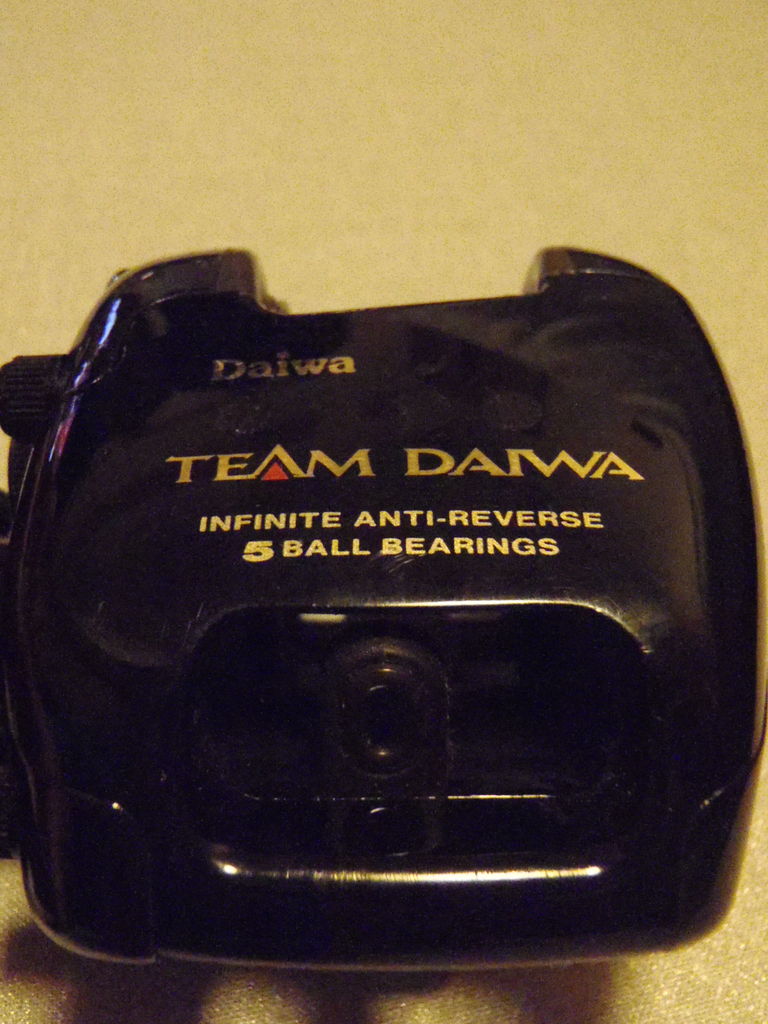 Daiwa
TEAM DAIWA
INFINITE ANTI-REVERSE
5 BALL BEARINGS